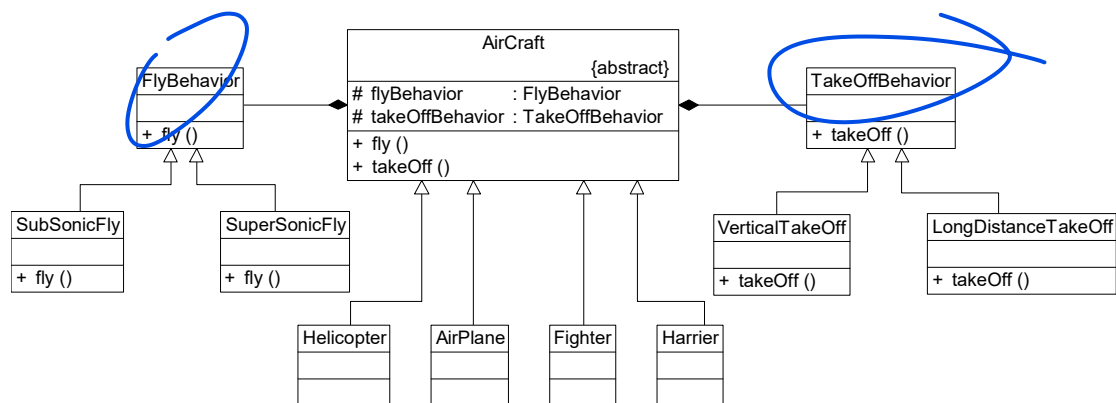 AirCraft
{abstract}
# flyBehavior : FlyBehavior
# takeOffBehavior : TakeOffBehavior
+ fly ()
+ takeOff ()
FlyBehavior
+ fly ()
TakeOffBehavior
+ takeOff ()
SubSonicFly
+ fly ()
SuperSonicFly
+ fly ()
VerticalTakeOff
+ takeOff ()
LongDistanceTakeOff
+ takeOff ()
Helicopter
AirPlane
Fighter
Harrier